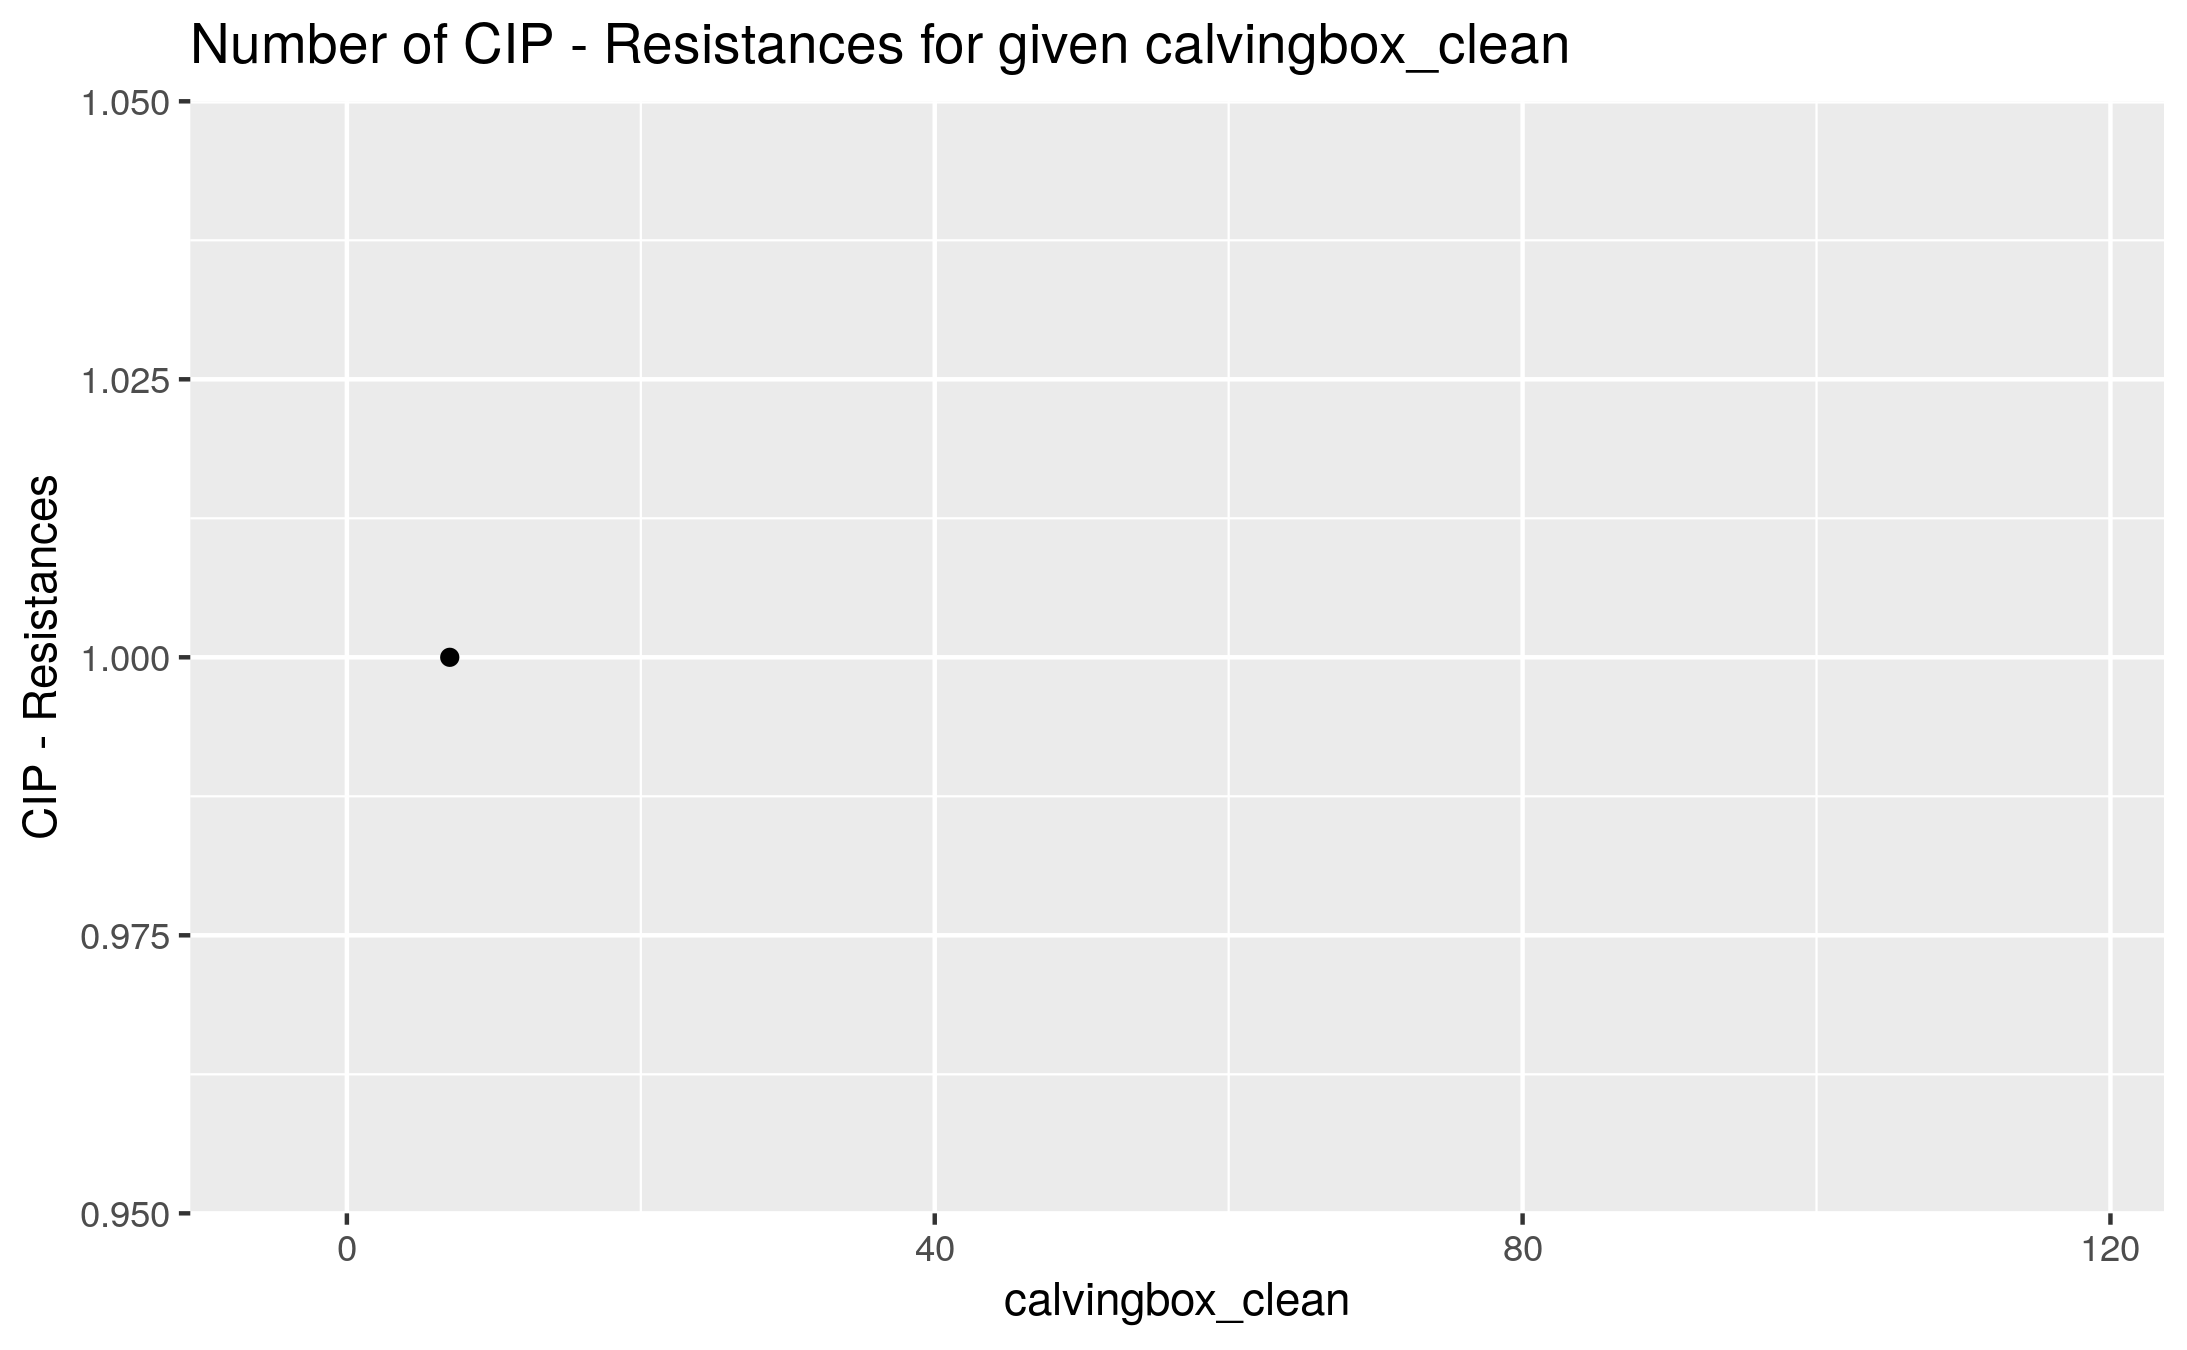 Number of CIP - Resistances for given calvingbox_clean
1.050
1.025
1.000
0.975
0.950
CIP - Resistances
0 40 80 120
calvingbox_clean